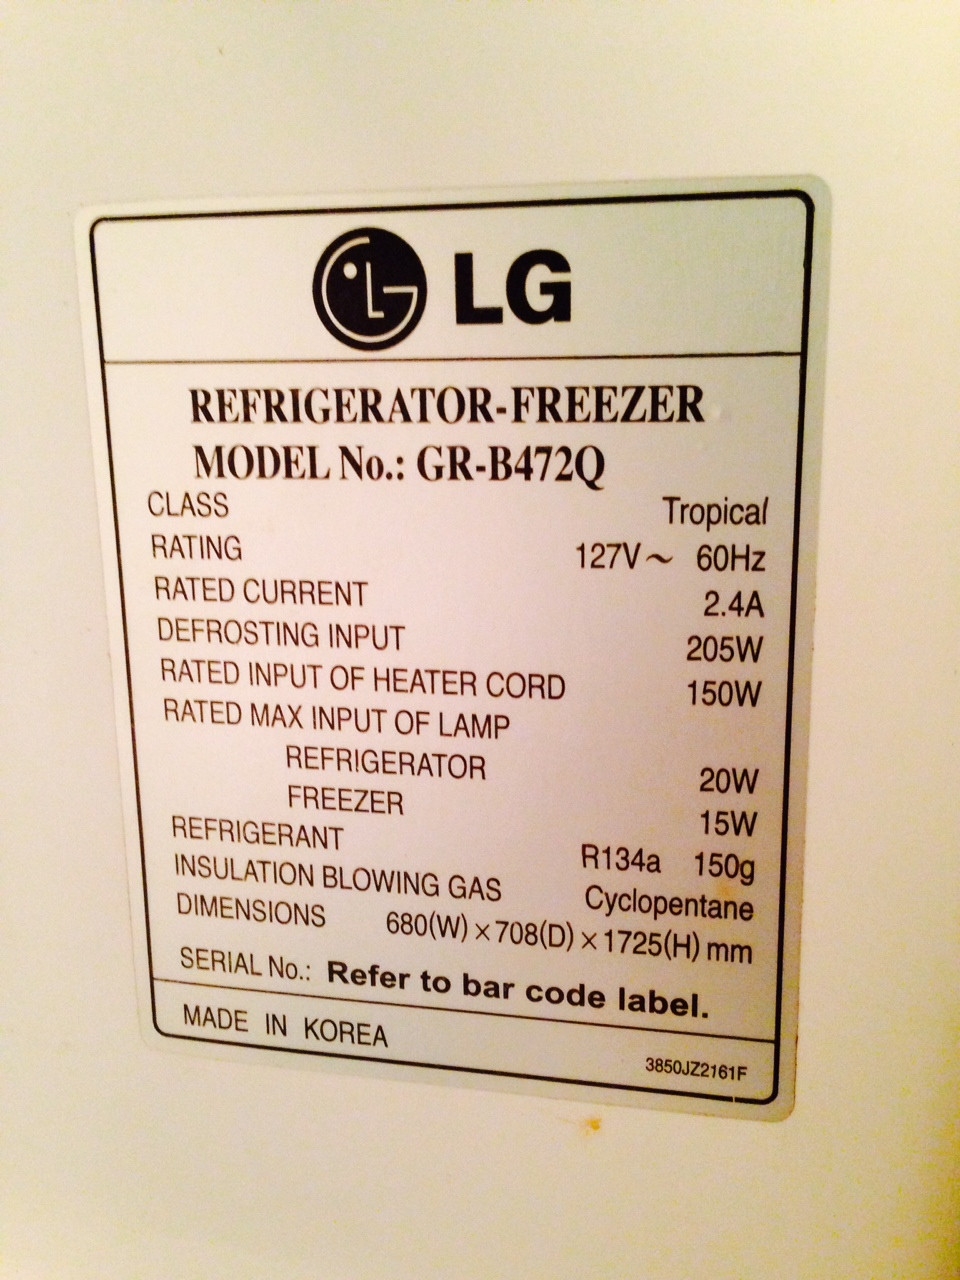 LG
REFRIGERATOR-FREEZER
MODEL No.: GR-B472Q
CLASS Tropical
RATING 127V~ 60Hz
RATED CURRENT 2.4A
DEFROSTING INPUT 205W
RATED INPUT OF HEATER CORD 150W
RATED MAX INPUT OF LAMP
REFRIGERATOR 20W
FREEZER 15W
REFRIGERANT R134a 150g
INSULATION BLOWING GAS Cyclopentane
DIMENSIONS 680(W)×708(D)×1725(H) mm
SERIAL No.: Refer to bar code label.
MADE IN KOREA
3850JZ2161F